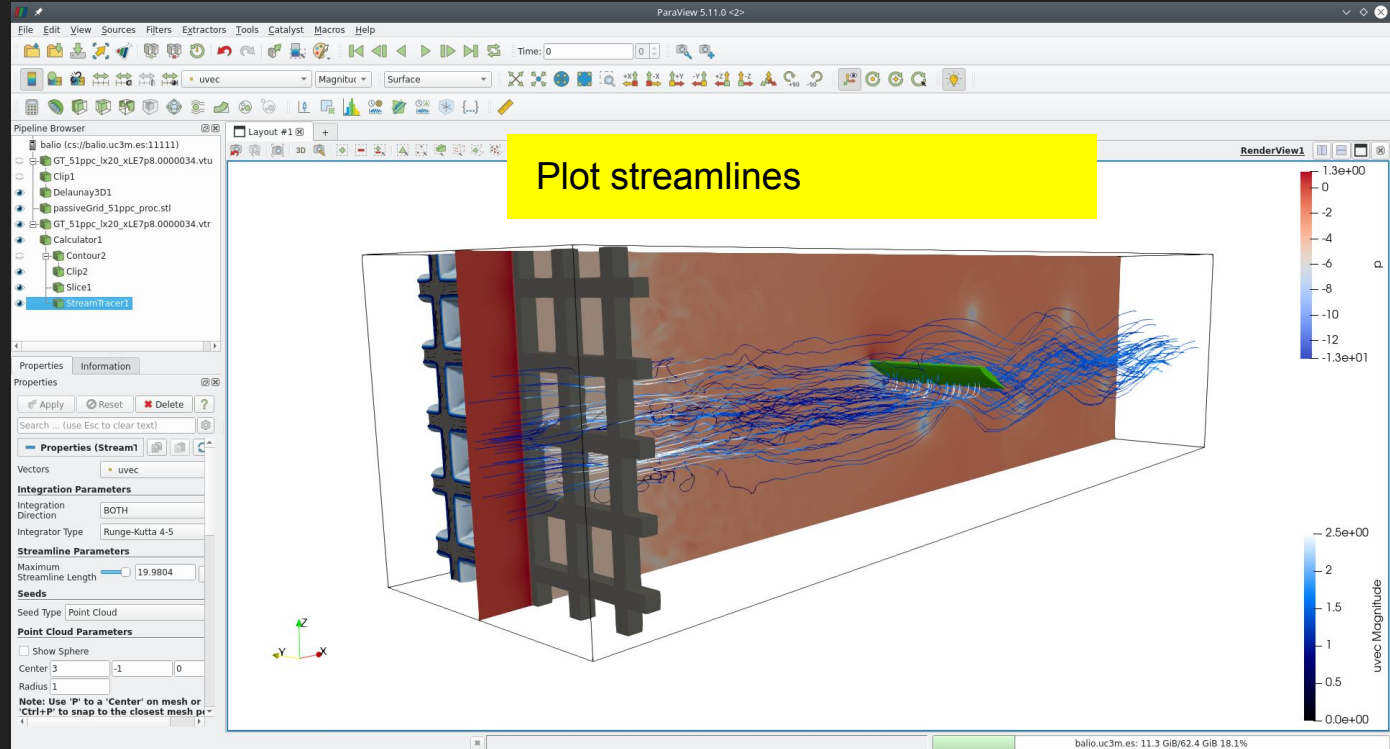 ParaView 5.11.0 <2>
File Edit View Sources Filters Extractors Tools Catalyst Macros Help
Time: 0 0
uvec Magnituc Surface
+X -X +Y -Y +Z -Z +90 -90
Pipeline Browser
Layout #1 +
3D
RenderView1
balio (cs://balio.uc3m.es:11111)
GT_51ppc_lx20_xLE7p8.0000034.vtu
Clip1
Delaunay3D1
passiveGrid_51ppc_proc.stl
GT_51ppc_lx20_xLE7p8.0000034.vtr
Calculator1
Contour2
Clip2
Slice1
StreamTracer1
Plot streamlines
1.3e+00
0
-2
-4
-6
-8
-10
-12
-1.3e+01
p
Properties Information
Properties
Apply Reset Delete ?
Search ... (use Esc to clear text)
Properties (StreamT
Vectors uvec
Integration Parameters
Integration Direction BOTH
Integrator Type Runge-Kutta 4-5
Streamline Parameters
Maximum Streamline Length 19.9804
Seeds
Seed Type Point Cloud
Point Cloud Parameters
Show Sphere
Center 3 -1 0
Radius 1
Note: Use 'P' to a 'Center' on mesh or
'Ctrl+P' to snap to the closest mesh
Z
Y X
2.5e+00
2
1.5
1
0.5
0.0e+00
uvec Magnitude
balio.uc3m.es: 11.3 GiB/62.4 GiB 18.1%